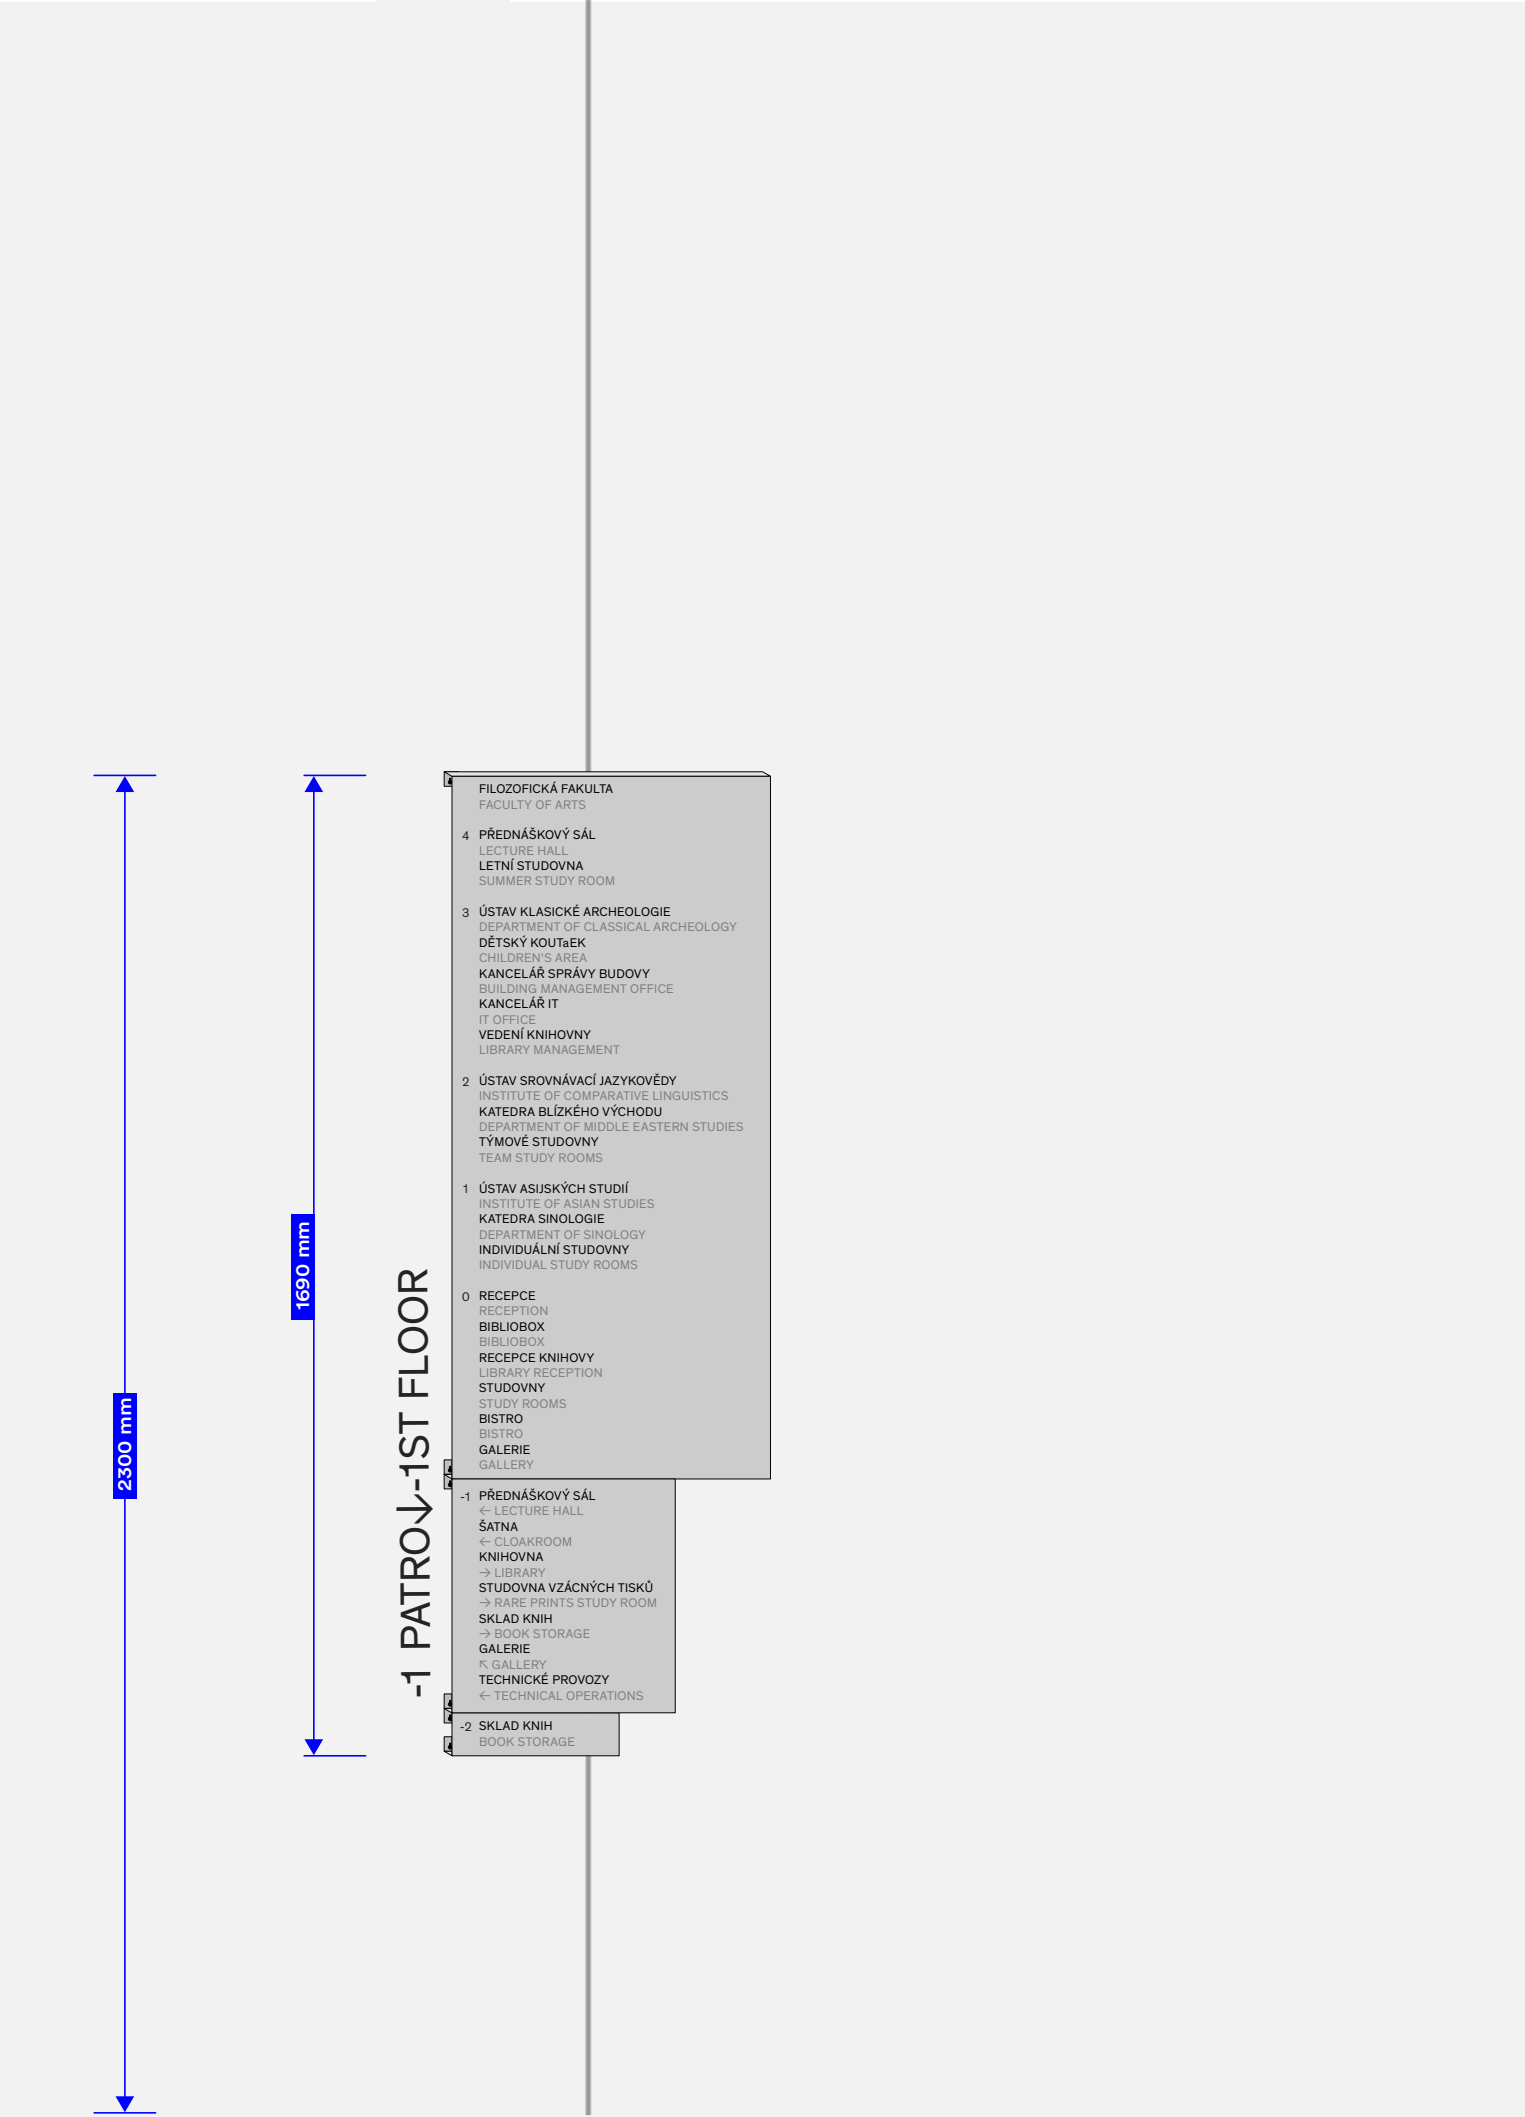 2300 mm
1690 mm
-1 PATRO↓-1ST FLOOR
FILOZOFICKÁ FAKULTA
FACULTY OF ARTS
4 PŘEDNÁŠKOVÝ SÁL
LECTURE HALL
LETNÍ STUDOVNA
SUMMER STUDY ROOM
3 ÚSTAV KLASICKÉ ARCHEOLOGIE
DEPARTMENT OF CLASSICAL ARCHEOLOGY
DĚTSKÝ KOUTaEK
CHILDREN'S AREA
KANCELÁŘ SPRÁVY BUDOVY
BUILDING MANAGEMENT OFFICE
KANCELÁŘ IT
IT OFFICE
VEDENÍ KNIHOVNY
LIBRARY MANAGEMENT
2 ÚSTAV SROVNÁVACÍ JAZYKOVĚDY
INSTITUTE OF COMPARATIVE LINGUISTICS
KATEDRA BLÍZKÉHO VÝCHODU
DEPARTMENT OF MIDDLE EASTERN STUDIES
TÝMOVÉ STUDOVNY
TEAM STUDY ROOMS
1 ÚSTAV ASIJSKÝCH STUDIÍ
INSTITUTE OF ASIAN STUDIES
KATEDRA SINOLOGIE
DEPARTMENT OF SINOLOGY
INDIVIDUÁLNÍ STUDOVNY
INDIVIDUAL STUDY ROOMS
0 RECEPCE
RECEPTION
BIBLIOBOX
BIBLIOBOX
RECEPCE KNIHOVY
LIBRARY RECEPTION
STUDOVNY
STUDY ROOMS
BISTRO
BISTRO
GALERIE
GALLERY
-1 PŘEDNÁŠKOVÝ SÁL
← LECTURE HALL
ŠATNA
← CLOAKROOM
KNIHOVNA
→ LIBRARY
STUDOVNA VZÁCNÝCH TISKŮ
→ RARE PRINTS STUDY ROOM
SKLAD KNIH
→ BOOK STORAGE
GALERIE
↖ GALLERY
TECHNICKÉ PROVOZY
← TECHNICAL OPERATIONS
-2 SKLAD KNIH
BOOK STORAGE